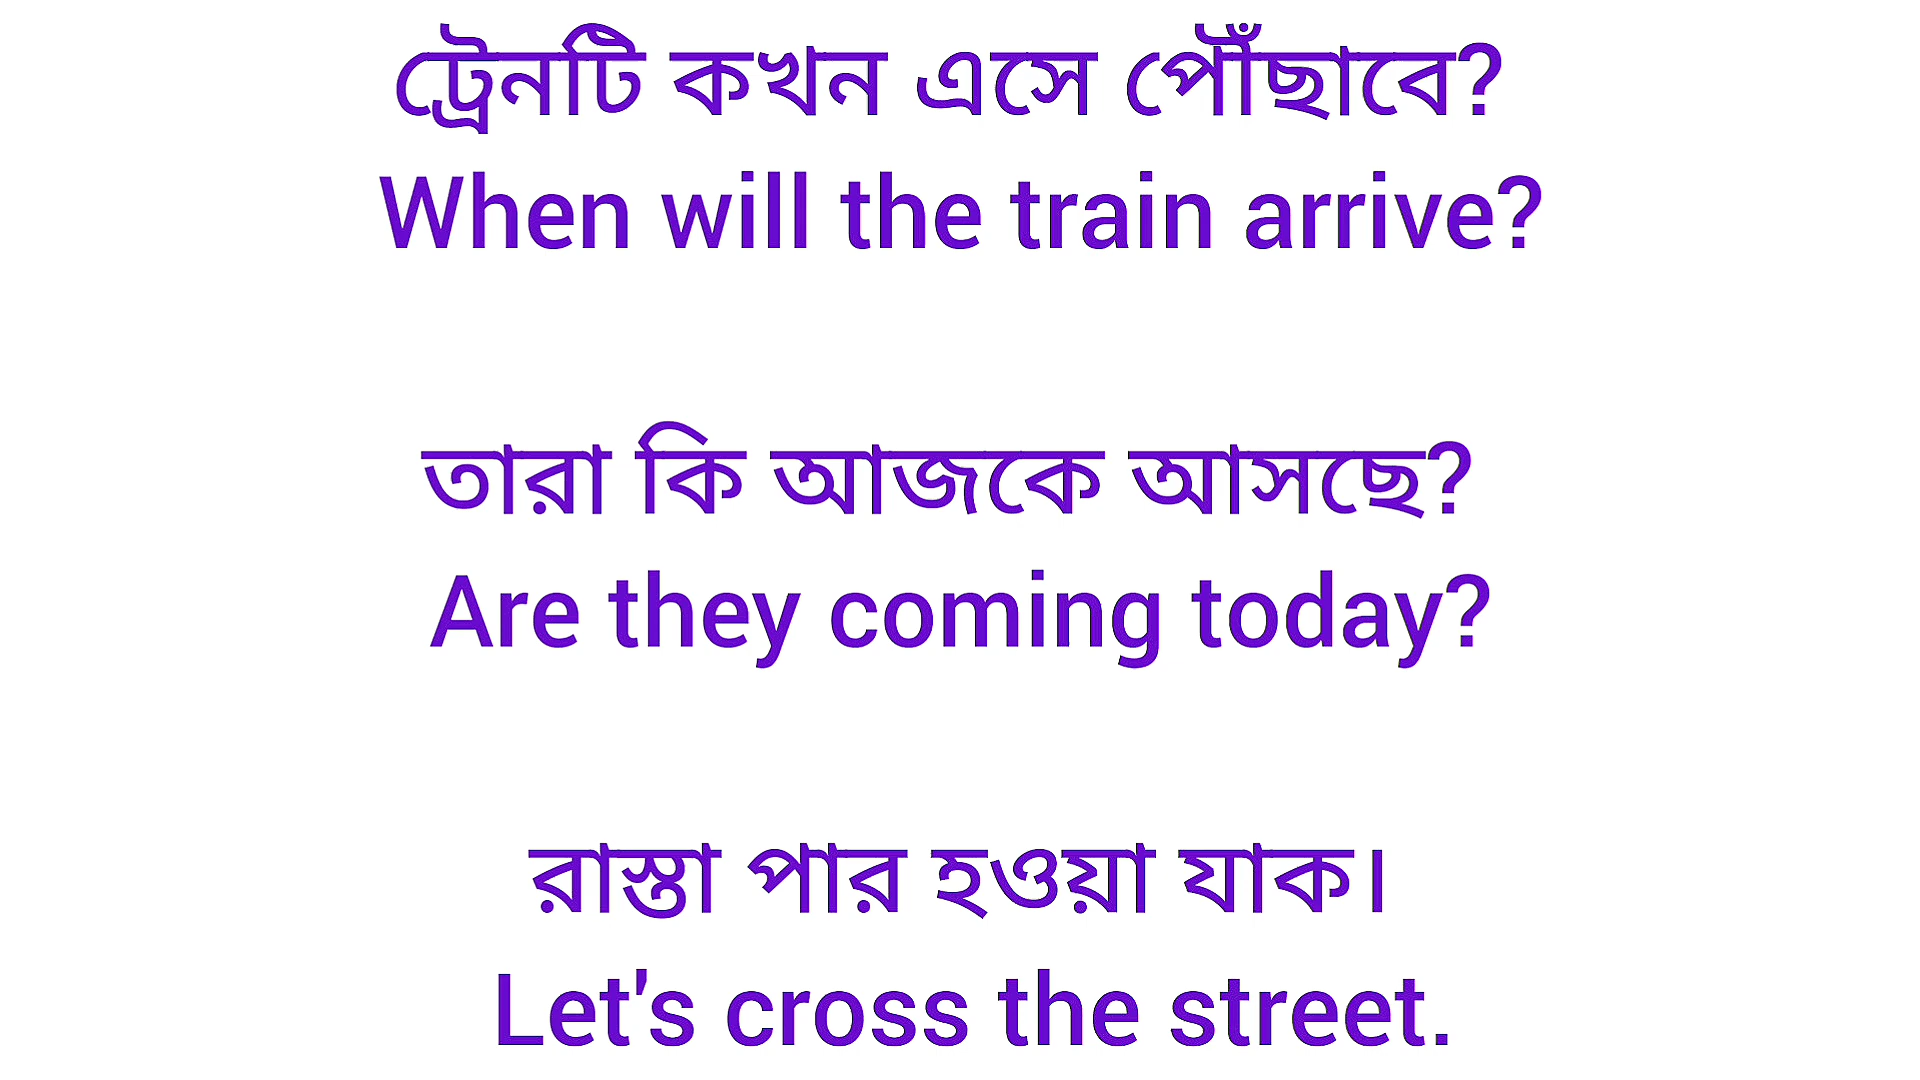 ট্রেনটি কখন এসে পৌঁছাবে?
When will the train arrive?
তারা কি আজকে আসছে?
Are they coming today?
রাস্তা পার হওয়া যাক।
Let's cross the street.